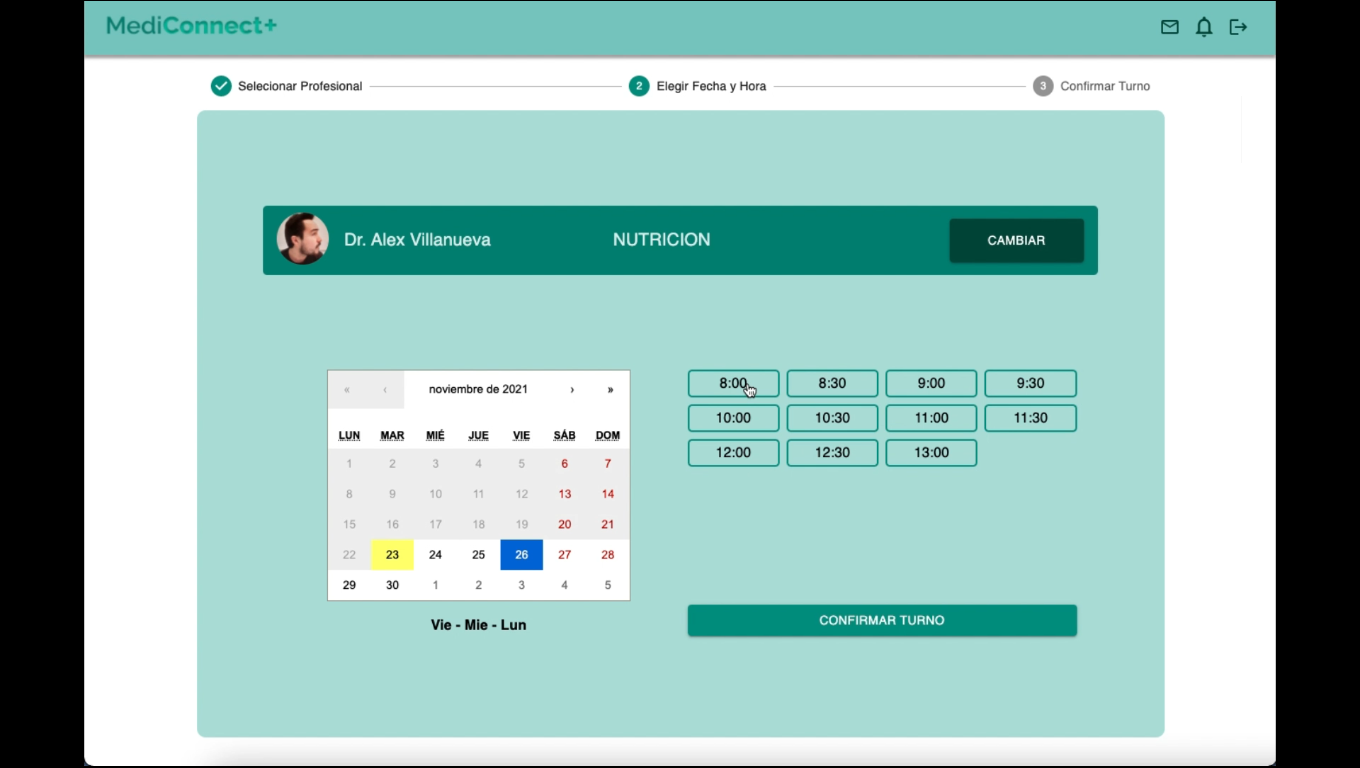 MediConnect+
Selecionar Profesional
2 Elegir Fecha y Hora
3 Confirmar Turno
Dr. Alex Villanueva NUTRICION CAMBIAR
« ‹ noviembre de 2021 › »
LUN MAR MIÉ JUE VIE SÁB DOM
1 2 3 4 5 6 7
8 9 10 11 12 13 14
15 16 17 18 19 20 21
22 23 24 25 26 27 28
29 30 1 2 3 4 5
Vie - Mie - Lun
8:00 8:30 9:00 9:30
10:00 10:30 11:00 11:30
12:00 12:30 13:00
CONFIRMAR TURNO